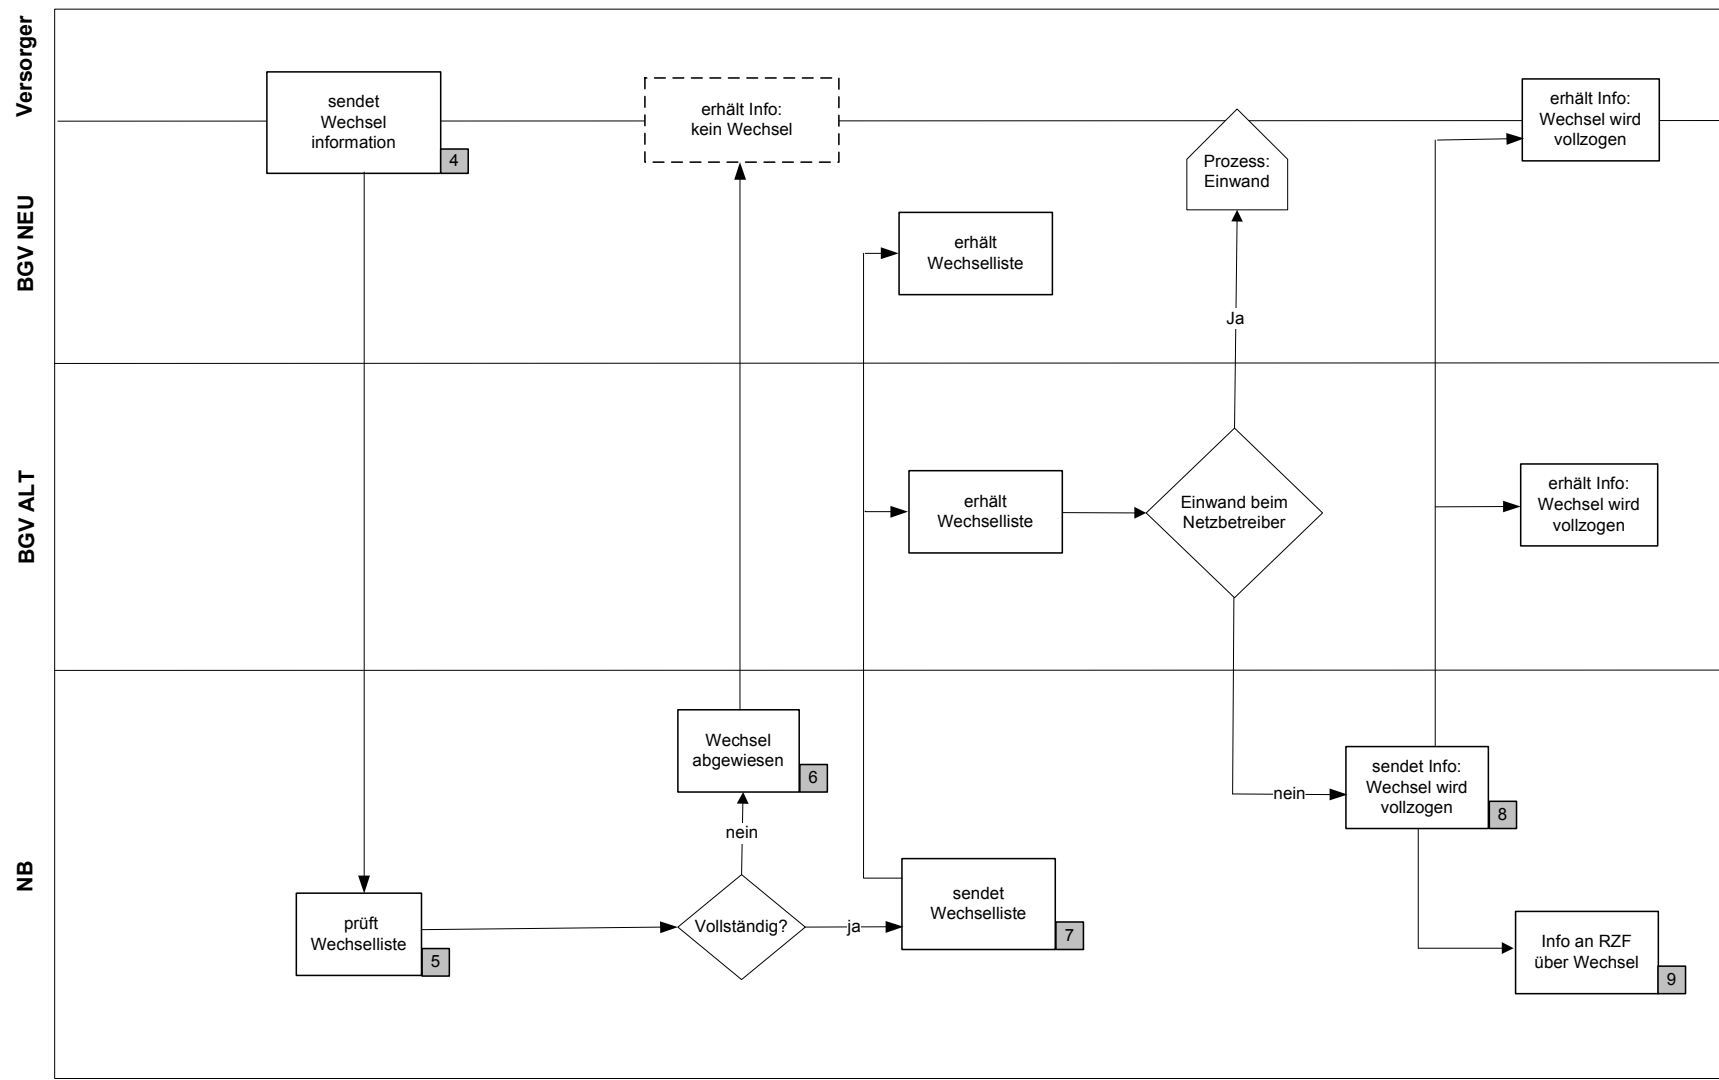 Versorger
sendet
Wechsel
information
4
erhält Info:
kein Wechsel
Prozess:
Einwand
erhält Info:
Wechsel wird
vollzogen
BGV NEU
erhält
Wechselliste
Ja
BGV ALT
erhält
Wechselliste
Einwand beim
Netzbetreiber
erhält Info:
Wechsel wird
vollzogen
NB
Wechsel
abgewiesen
6
nein
nein
sendet Info:
Wechsel wird
vollzogen
8
prüft
Wechselliste
5
Vollständig?
ja
sendet
Wechselliste
7
Info an RZF
über Wechsel
9